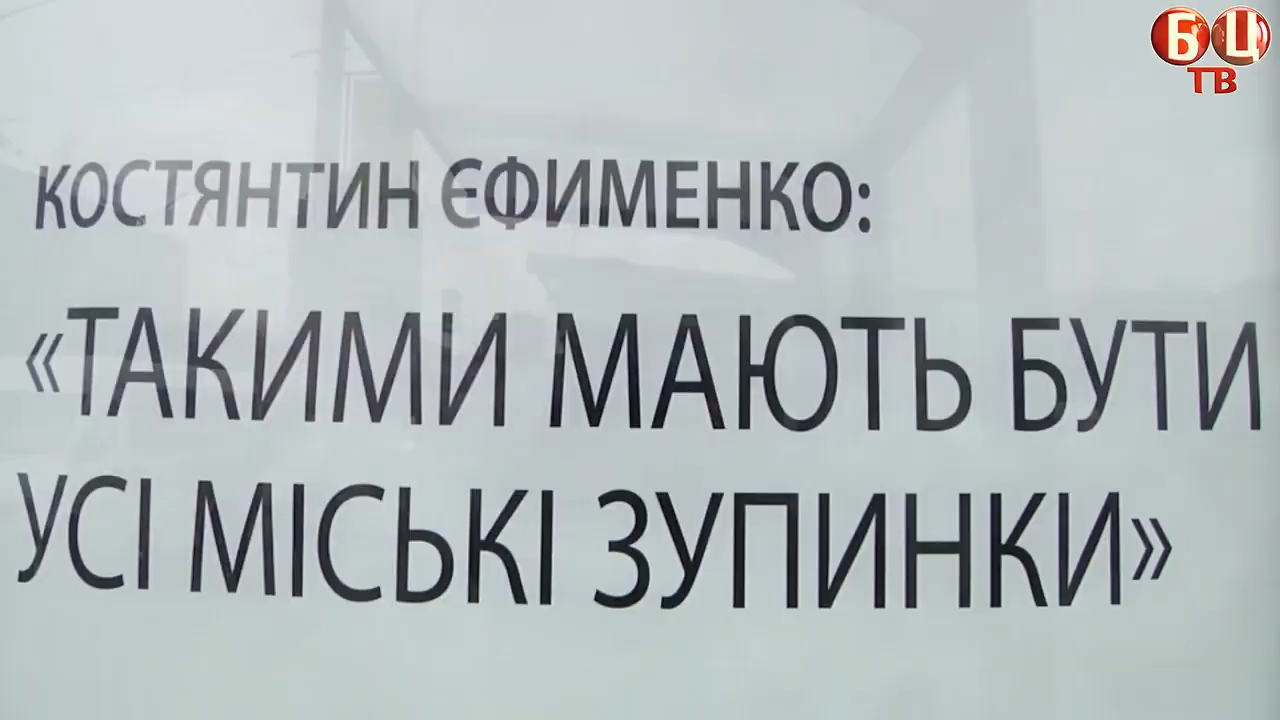 БЦ
ТВ
КОСТЯНТИН ЄФИМЕНКО:
«ТАКИМИ МАЮТЬ БУТИ
УСІ МІСЬКІ ЗУПИНКИ»